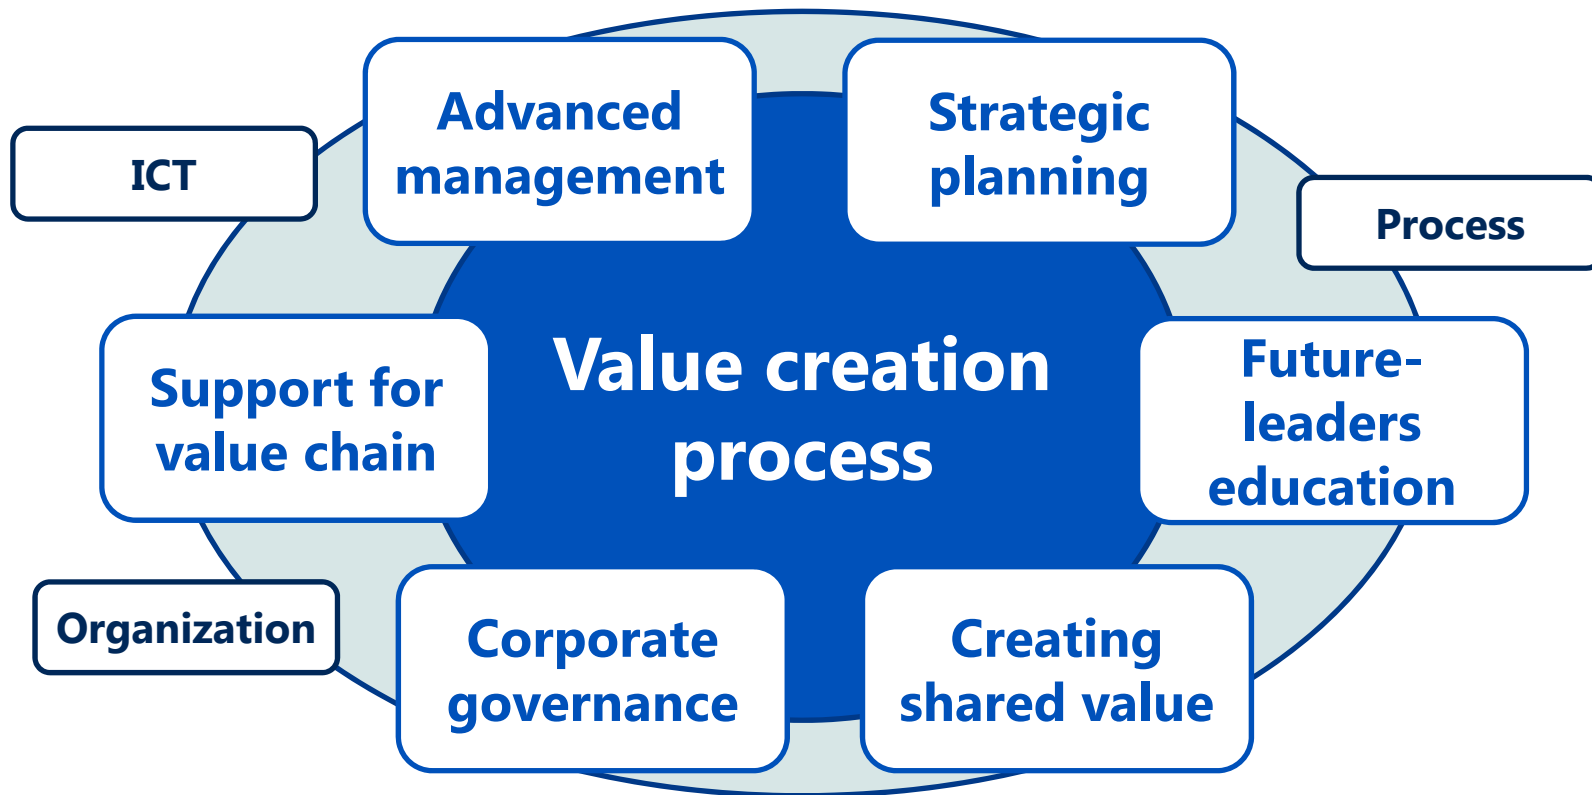 Advanced
management
Strategic
planning
ICT
Process
Value creation
process
Support for
value chain
Future-
leaders
education
Organization
Corporate
governance
Creating
shared value